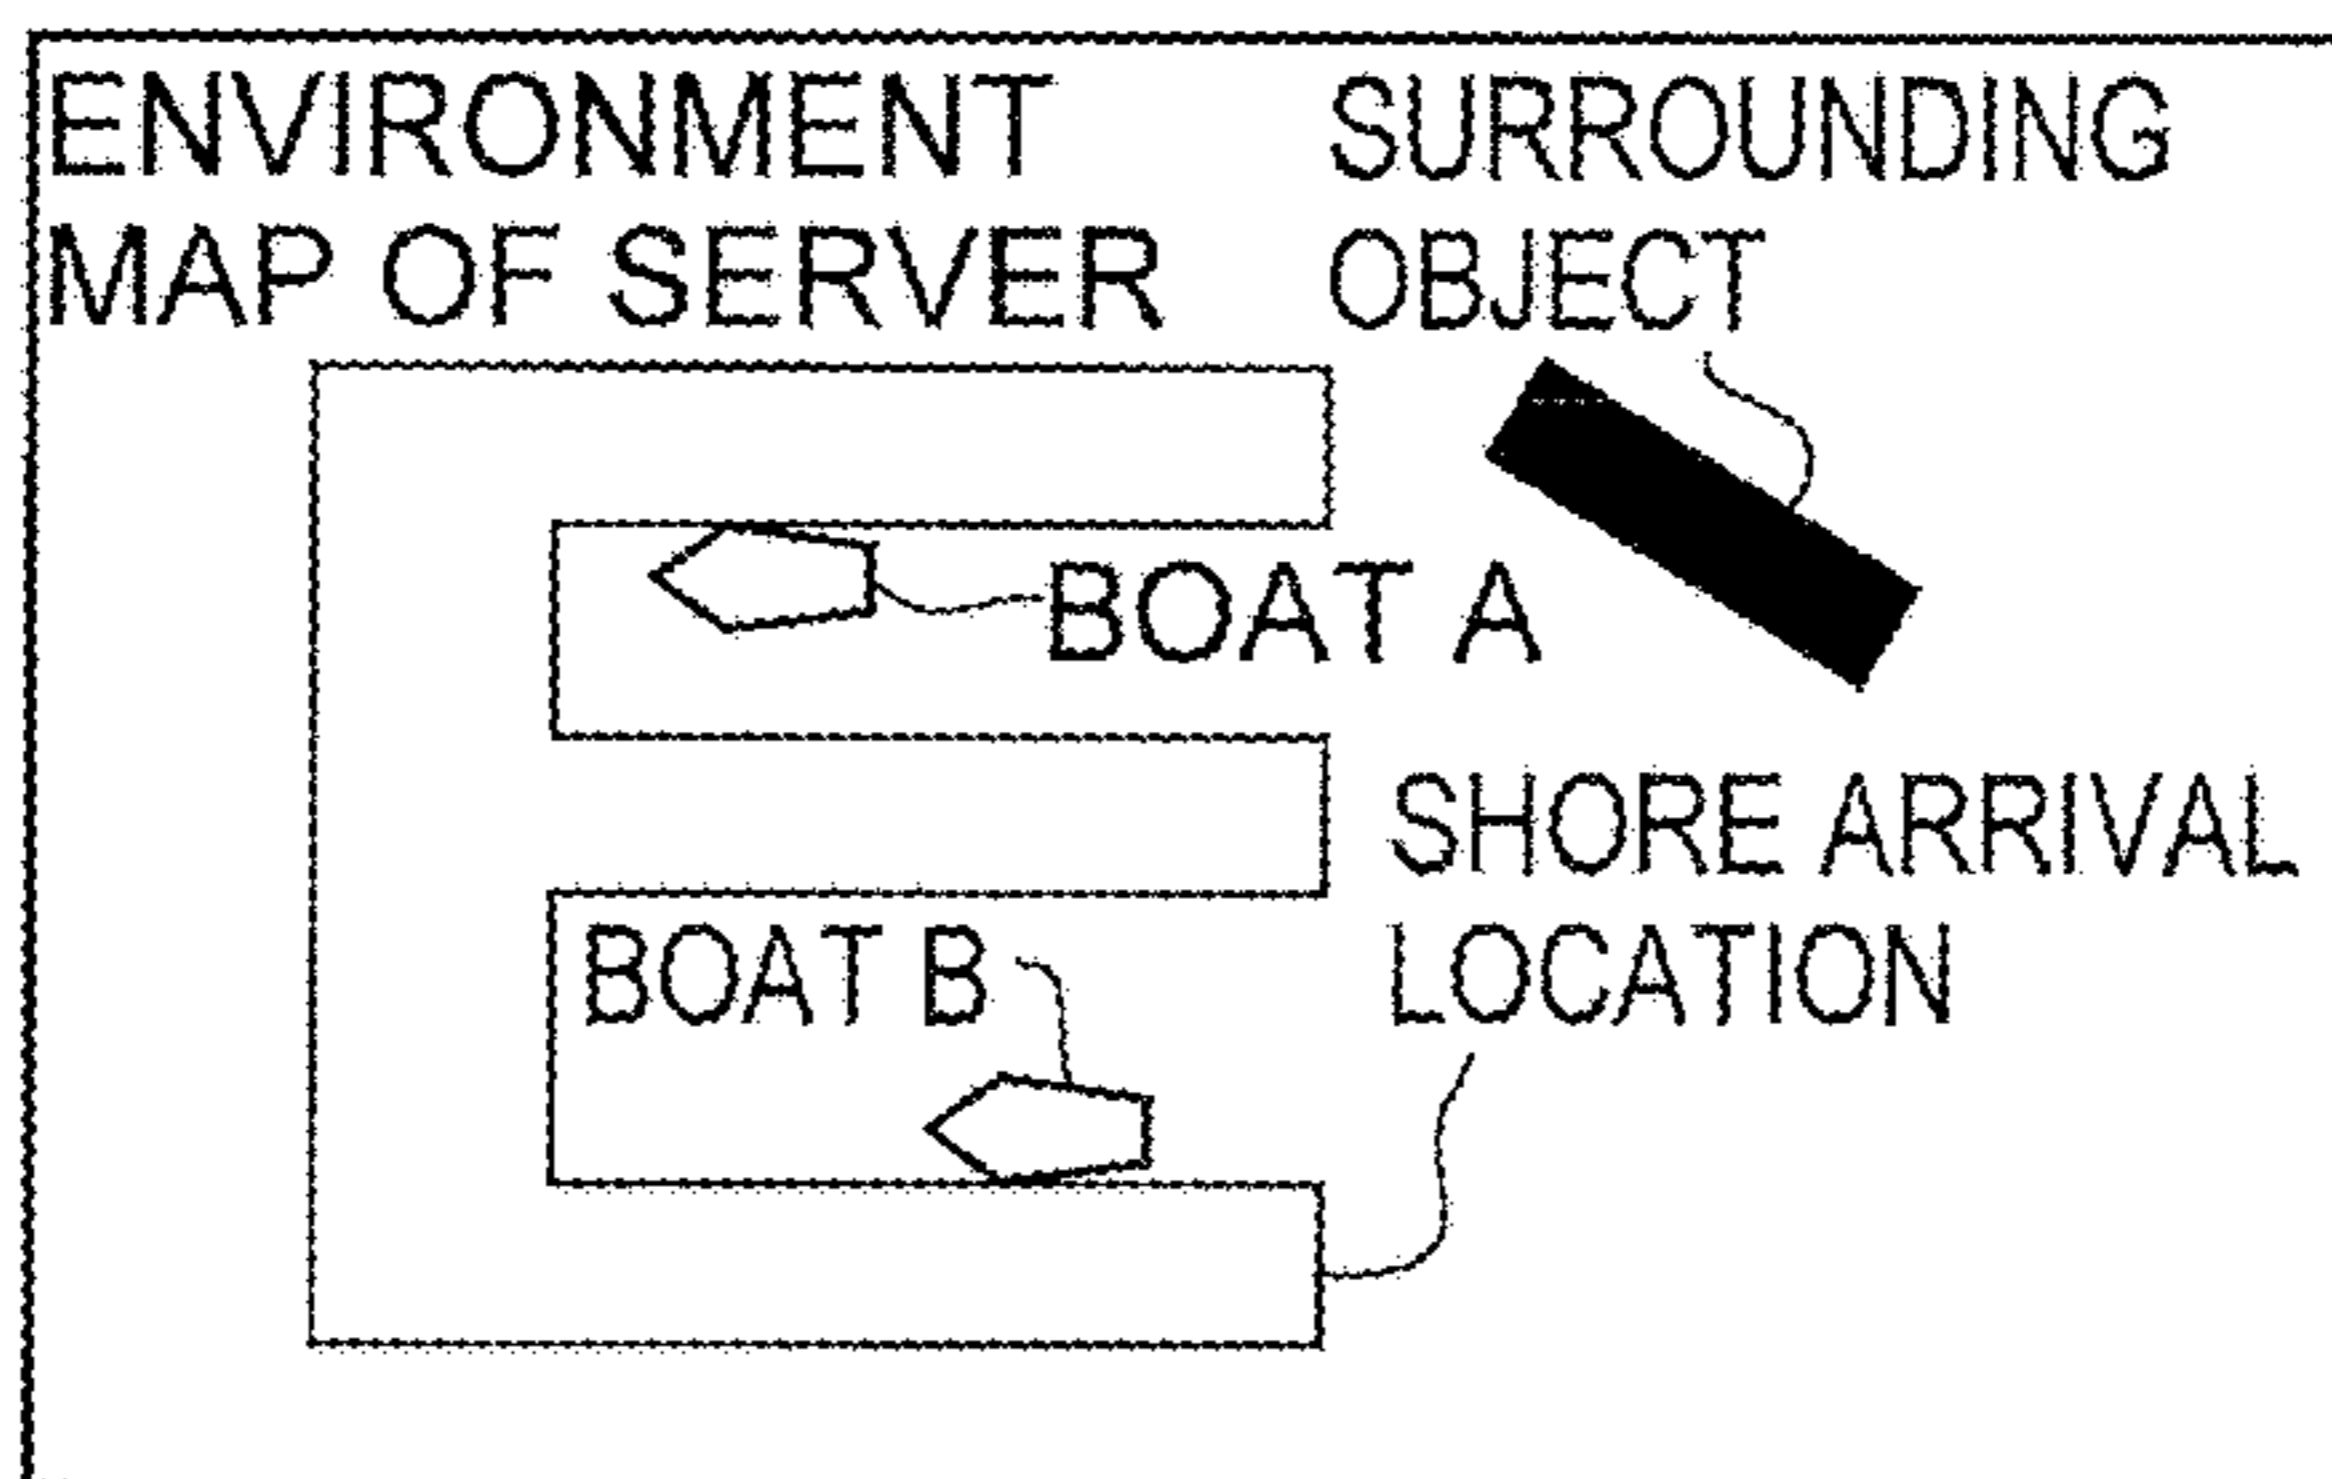 ENVIRONMENT
MAP OF SERVER
SURROUNDING
OBJECT
BOAT A
SHORE ARRIVAL
LOCATION
BOAT B